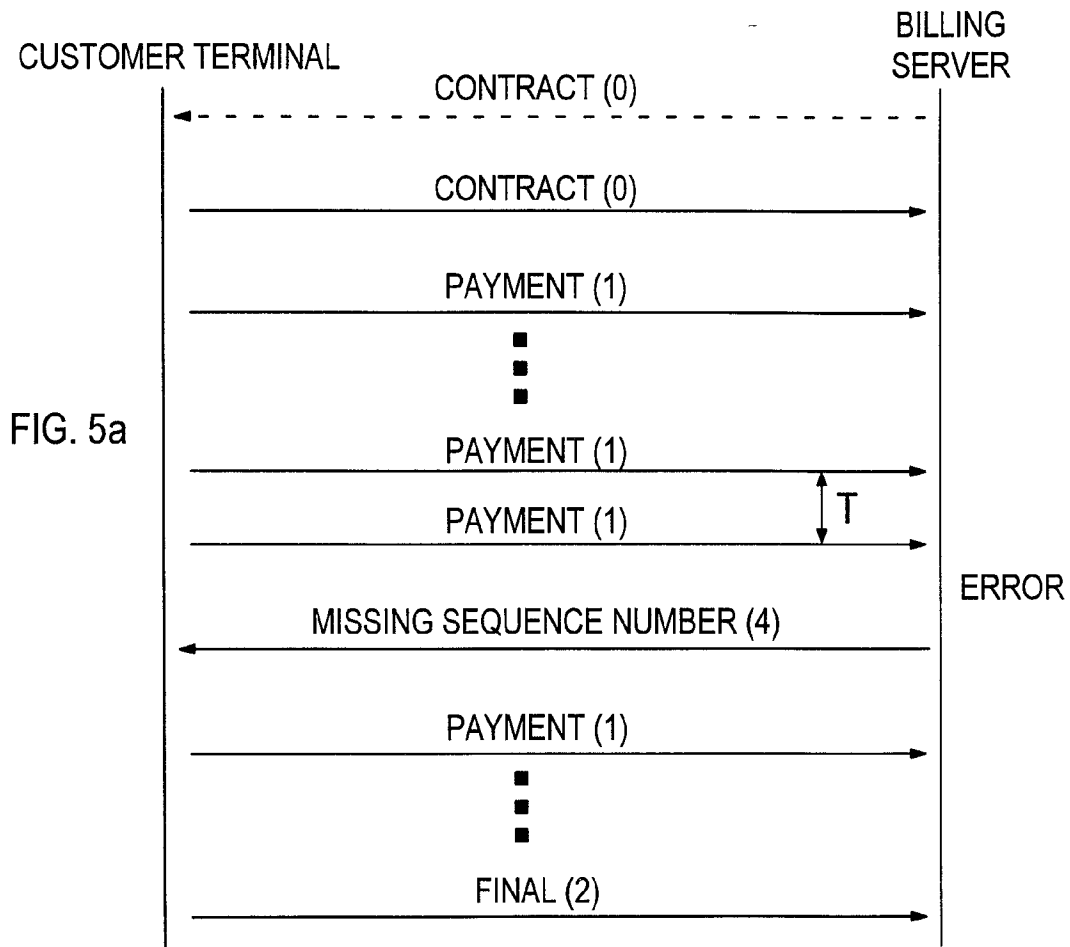 BILLING
SERVER
CUSTOMER TERMINAL
CONTRACT (0)
CONTRACT (0)
PAYMENT (1)
FIG. 5a
PAYMENT (1)
T
PAYMENT (1)
ERROR
MISSING SEQUENCE NUMBER (4)
PAYMENT (1)
FINAL (2)